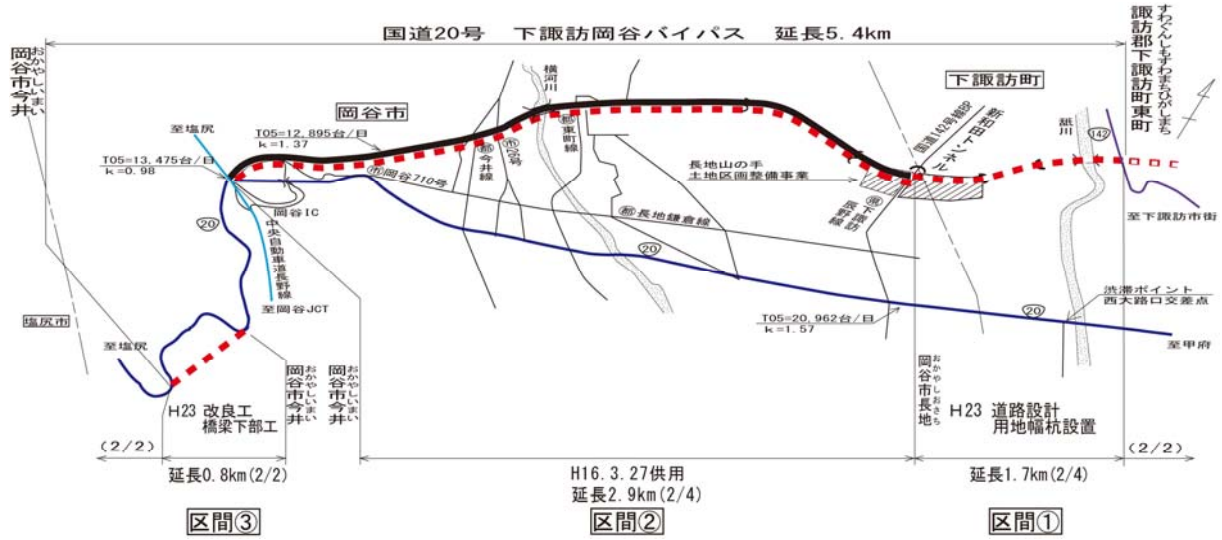 国道20号 下諏訪岡谷バイパス 延長5.4km
おかやしいまい
岡谷市今井
すわぐんしもすわまちひがしまち
諏訪郡下諏訪町東町
岡谷市
下諏訪町
横河川
砥川
142
至塩尻
T05=12,895台/日
k=1.37
T05=13,475台/日
k=0.98
都今井線
市26号
都東町線
市岡谷710号
都長地鎌倉線
長地山の手
土地区画整備事業
国道142号
新和田トンネル
県下諏訪
辰野線
至下諏訪市街
岡谷IC
中央自動車道長野線
至岡谷JCT
20
20
20
塩尻市
至塩尻
渋滞ポイント
西大路口交差点
T05=20,962台/日
k=1.57
至甲府
おかやしいまい
岡谷市今井
おかやしいまい
岡谷市今井
おかやしおさち
岡谷市長地
H23 改良工
橋梁下部工
H23 道路設計
用地幅杭設置
(2/2)
延長0.8km(2/2)
H16.3.27供用
延長2.9km(2/4)
延長1.7km(2/4)
(2/2)
区間③
区間②
区間①